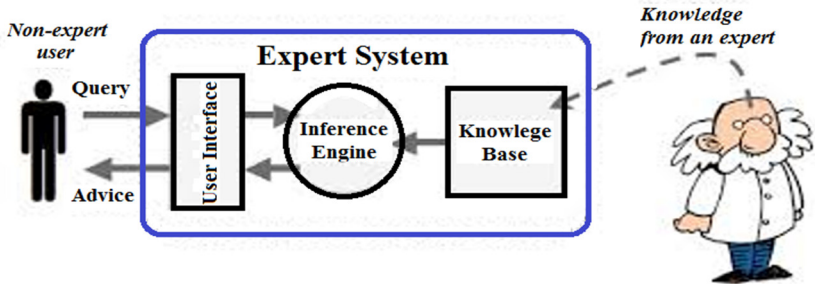 Non-expert
user
Knowledge
from an expert
Expert System
Query
User Interface
Inference
Engine
Knowlege
Base
Advice